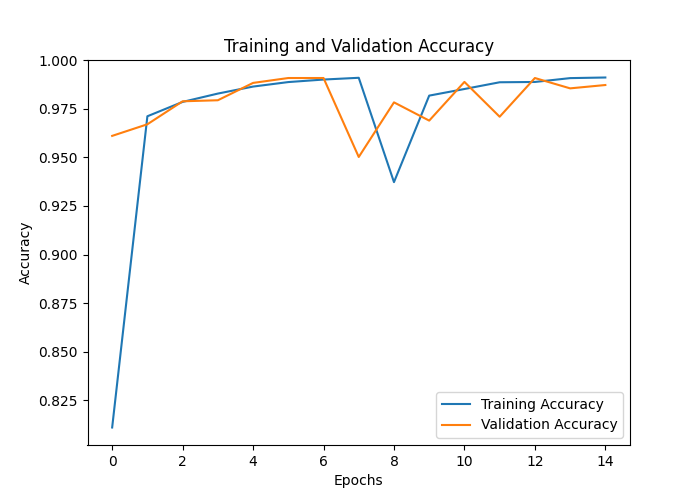 Training and Validation Accuracy
1.000
0.975
0.950
0.925
0.900
0.875
0.850
0.825
Accuracy
Training Accuracy
Validation Accuracy
0 2 4 6 8 10 12 14
Epochs